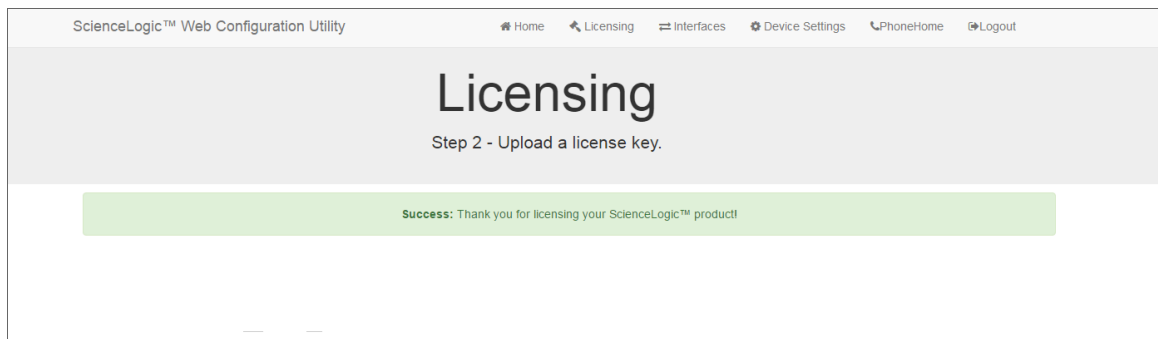 ScienceLogic™ Web Configuration Utility Home Licensing Interfaces Device Settings PhoneHome Logout
Licensing
Step 2 - Upload a license key.
Success: Thank you for licensing your ScienceLogic™ product!